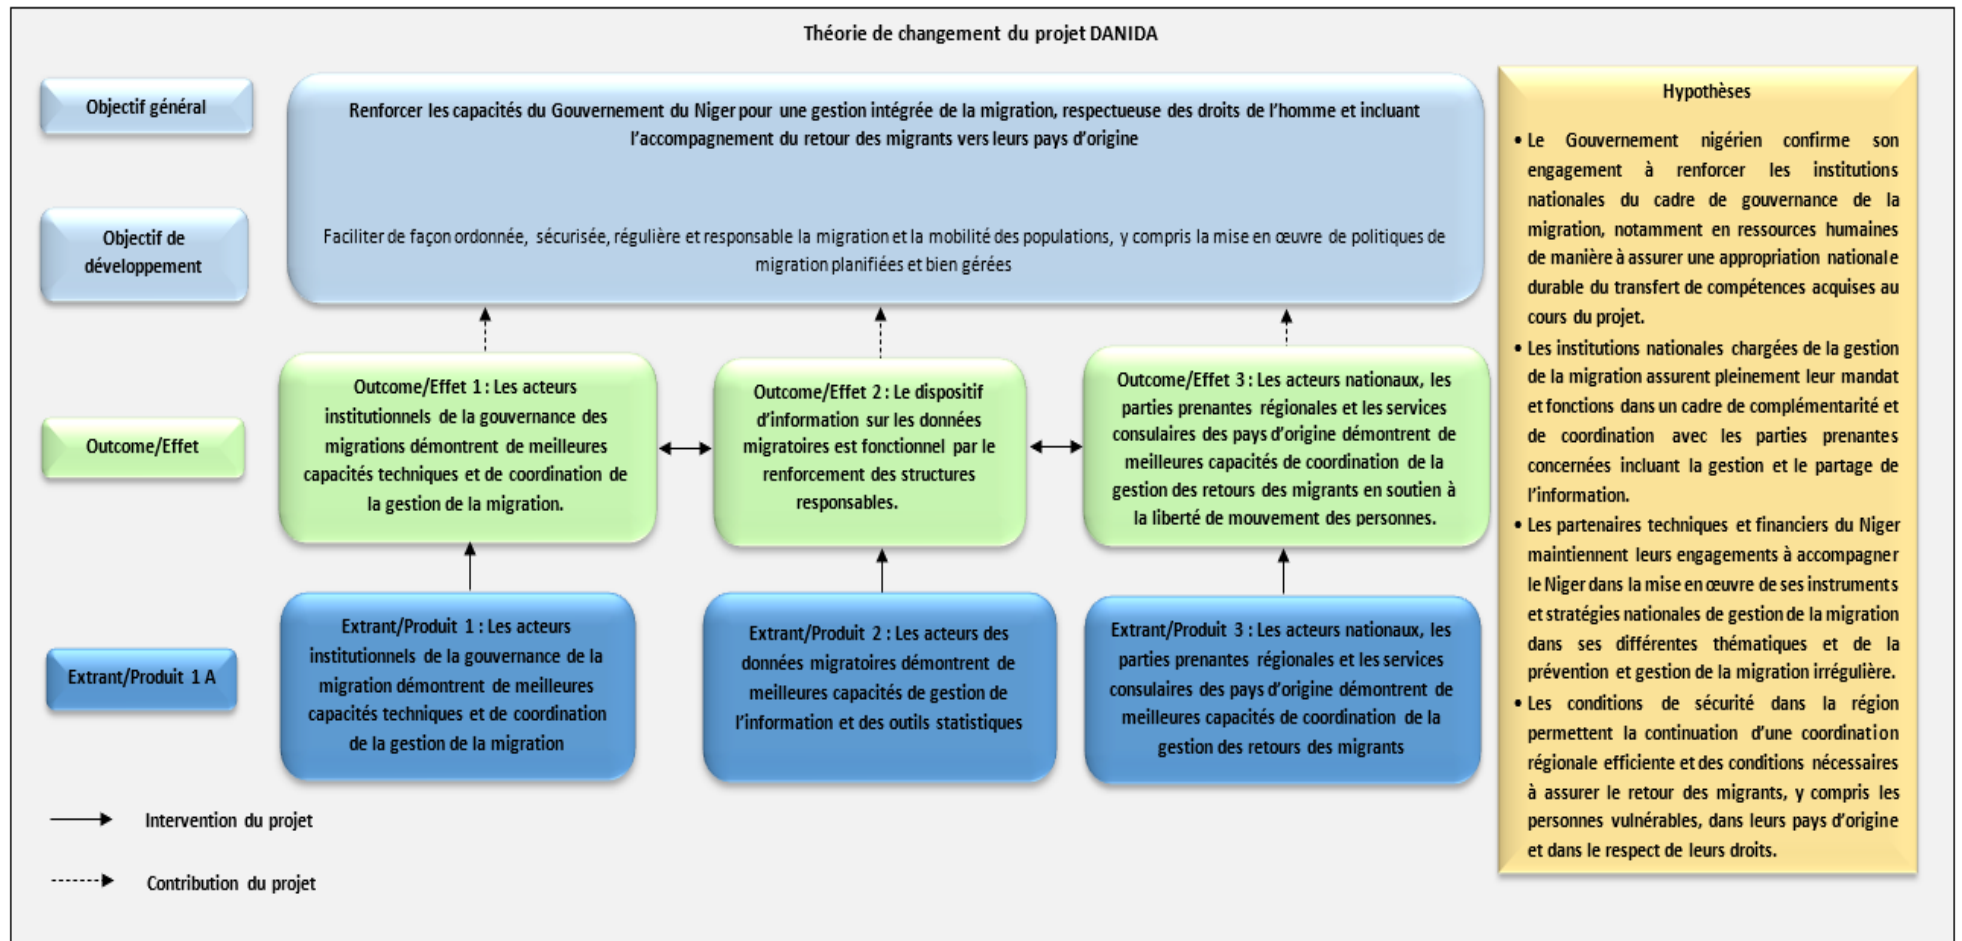 Théorie de changement du projet DANIDA
Objectif général
Renforcer les capacités du Gouvernement du Niger pour une gestion intégrée de la migration, respectueuse des droits de l'homme et incluant
l'accompagnement du retour des migrants vers leurs pays d'origine
Objectif de
développement
Faciliter de façon ordonnée, sécurisée, régulière et responsable la migration et la mobilité des populations, y compris la mise en œuvre de politiques de
migration planifiées et bien gérées
Outcome/Effet
Outcome/Effet 1 : Les acteurs
institutionnels de la gouvernance des
migrations démontrent de meilleures
capacités techniques et de coordination de
la gestion de la migration.
Outcome/Effet 2 : Le dispositif
d'information sur les données
migratoires est fonctionnel par le
renforcement des structures
responsables.
Outcome/Effet 3 : Les acteurs nationaux, les
parties prenantes régionales et les services
consulaires des pays d'origine démontrent de
meilleures capacités de coordination de la
gestion des retours des migrants en soutien à
la liberté de mouvement des personnes.
Extrant/Produit 1 A
Extrant/Produit 1 : Les acteurs
institutionnels de la gouvernance de la
migration démontrent de meilleures
capacités techniques et de coordination
de la gestion de la migration
Extrant/Produit 2 : Les acteurs des
données migratoires démontrent de
meilleures capacités de gestion de
l'information et des outils statistiques
Extrant/Produit 3 : Les acteurs nationaux, les
parties prenantes régionales et les services
consulaires des pays d'origine démontrent de
meilleures capacités de coordination de la
gestion des retours des migrants
Intervention du projet
Contribution du projet
Hypothèses
• Le Gouvernement nigérien confirme son
engagement à renforcer les institutions
nationales du cadre de gouvernance de la
migration, notamment en ressources humaines
de manière à assurer une appropriation nationale
durable du transfert de compétences acquises au
cours du projet.
• Les institutions nationales chargées de la gestion
de la migration assurent pleinement leur mandat
et fonctions dans un cadre de complémentarité et
de coordination avec les parties prenantes
concernées incluant la gestion et le partage de
l'information.
• Les partenaires techniques et financiers du Niger
maintiennent leurs engagements à accompagner
le Niger dans la mise en œuvre de ses instruments
et stratégies nationales de gestion de la migration
dans ses différentes thématiques et de la
prévention et gestion de la migration irrégulière.
• Les conditions de sécurité dans la région
permettent la continuation d'une coordination
régionale efficiente et des conditions nécessaires
à assurer le retour des migrants, y compris les
personnes vulnérables, dans leurs pays d'origine
et dans le respect de leurs droits.